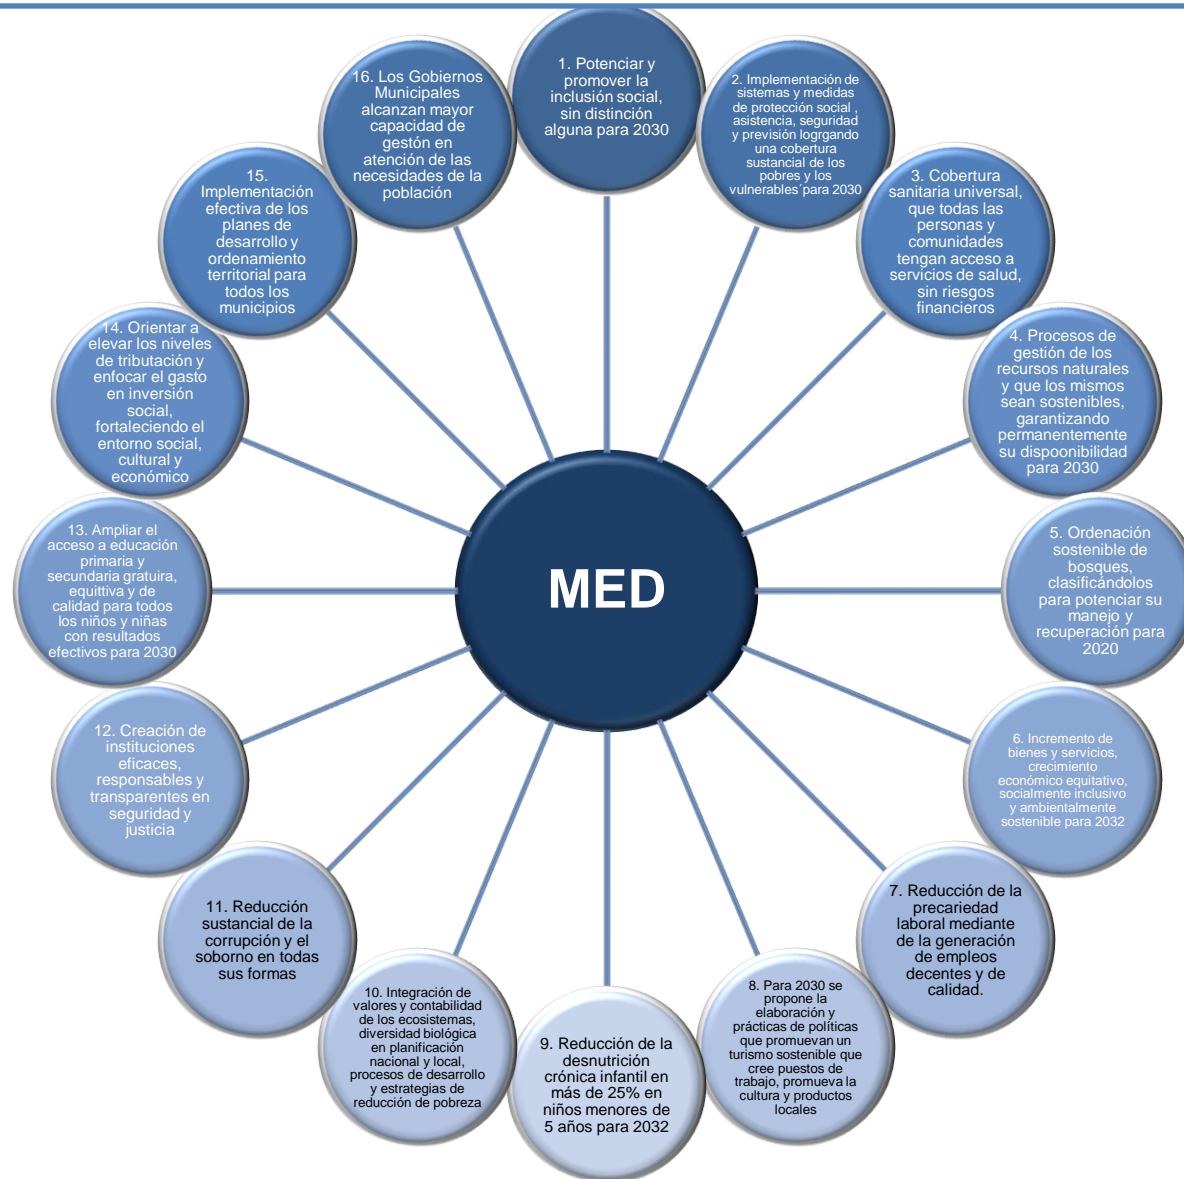 1. Potenciar y
promover la
inclusión social,
sin distinción
alguna para 2030
2. Implementación de
sistemas y medidas
de protección social ,
asistencia, seguridad
y previsión logrgando
una cobertura
sustancial de los
pobres y los
vulnerables´para 2030
3. Cobertura
sanitaria universal,
que todas las
personas y
comunidades
tengan acceso a
servicios de salud,
sin riesgos
financieros
4. Procesos de
gestión de los
recursos naturales
y que los mismos
sean sostenibles,
garantizando
permanentemente
su dispoonibilidad
para 2030
5. Ordenación
sostenible de
bosques,
clasificándolos
para potenciar su
manejo y
recuperación para
2020
6. Incremento de
bienes y servicios,
crecimiento
económico equitativo,
socialmente inclusivo
y ambientalmente
sostenible para 2032
7. Reducción de la
precariedad
laboral mediante
de la generación
de empleos
decentes y de
calidad.
8. Para 2030 se
propone la
elaboración y
prácticas de políticas
que promuevan un
turismo sostenible que
cree puestos de
trabajo, promueva la
cultura y productos
locales
9. Reducción de la
desnutrición
crónica infantil en
más de 25% en
niños menores de
5 años para 2032
10. Integración de
valores y contabilidad
de los ecosistemas,
diversidad biológica
en planificación
nacional y local,
procesos de desarrollo
y estrategias de
reducción de pobreza
11. Reducción
sustancial de la
corrupción y el
soborno en todas
sus formas
12. Creación de
instituciones
eficaces,
responsables y
transparentes en
seguridad y
justicia
13. Ampliar el
acceso a educación
primaria y
secundaria gratuira,
equittiva y de
calidad para todos
los niños y niñas
con resultados
efectivos para 2030
14. Orientar a
elevar los niveles
de tributación y
enfocar el gasto
en inversión
social,
fortaleciendo el
entorno social,
cultural y
económico
15.
Implementación
efectiva de los
planes de
desarrollo y
ordenamiento
territorial para
todos los
municipios
16. Los Gobiernos
Municipales
alcanzan mayor
capacidad de
gestón en
atención de las
necesidades de la
población
MED